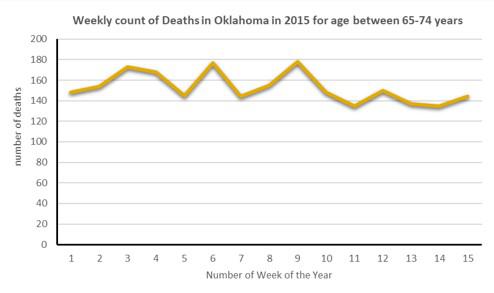 Weekly count of Deaths in Oklahoma in 2015 for age between 65-74 years
200
180
160
140
120
100
80
60
40
20
0
number of deaths
1 2 3 4 5 6 7 8 9 10 11 12 13 14 15
Number of Week of the Year